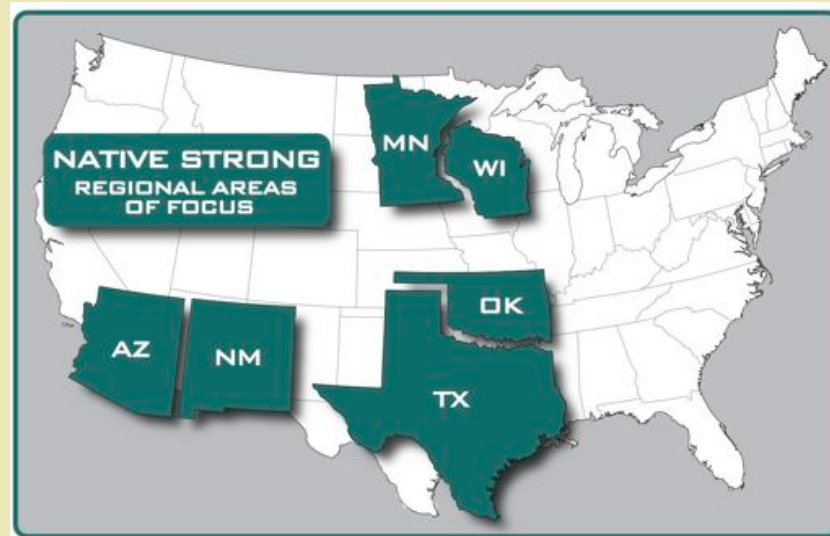 NATIVE STRONG
REGIONAL AREAS
OF FOCUS
MN
WI
OK
AZ
NM
TX